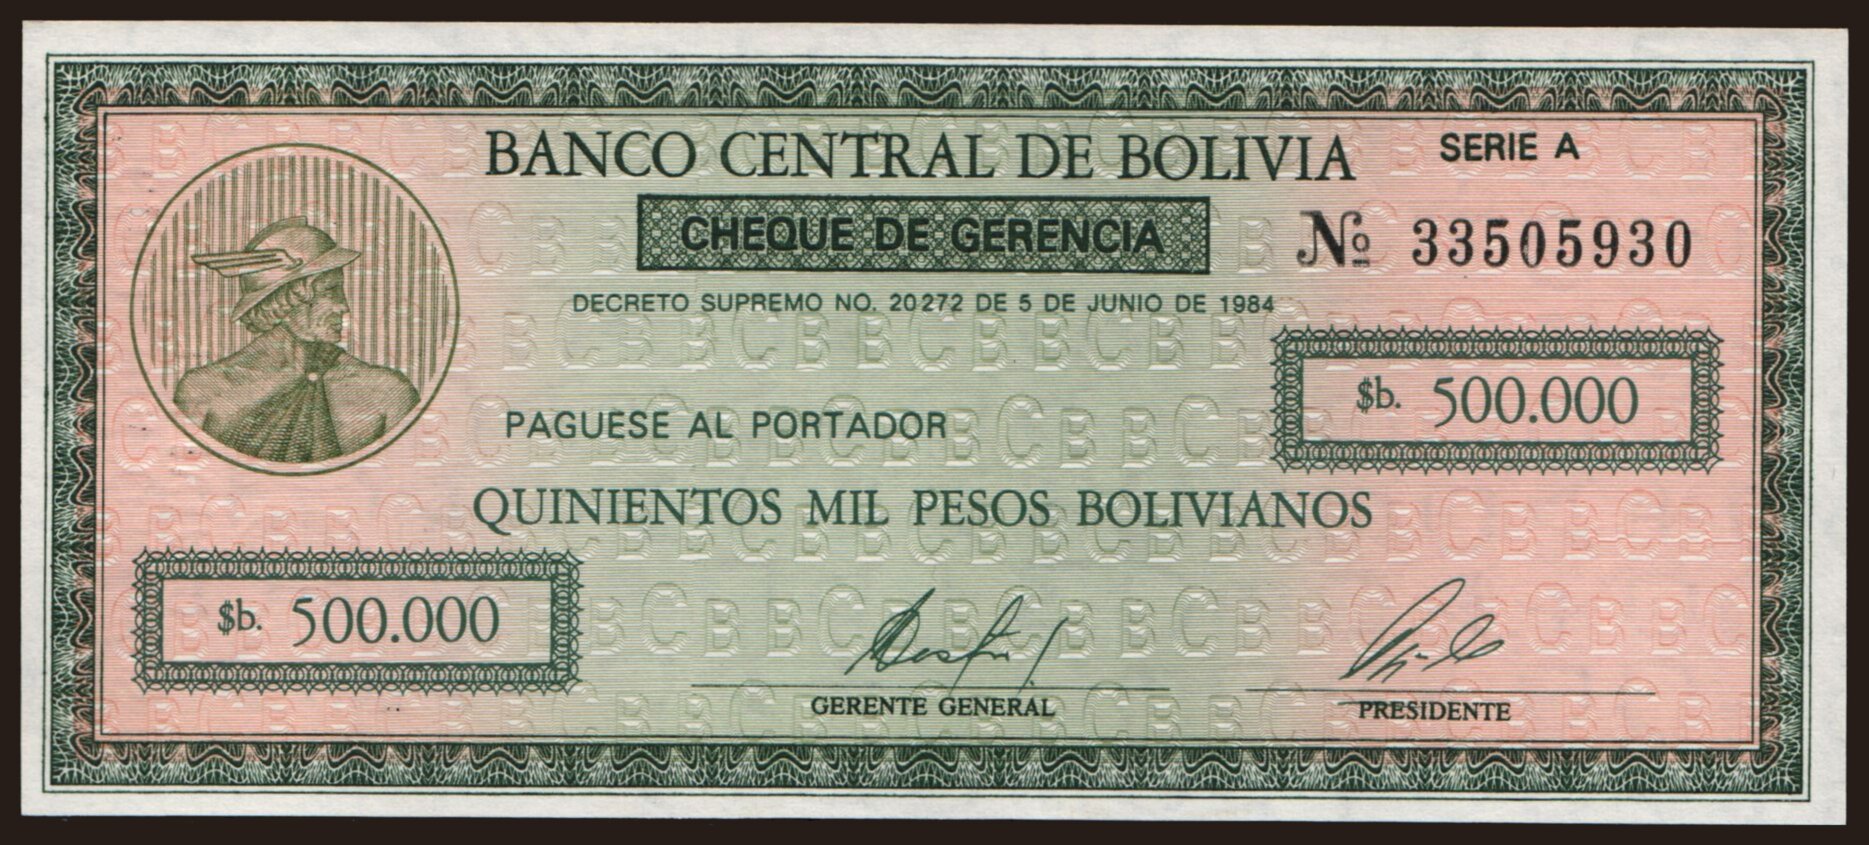 BANCO CENTRAL DE BOLIVIA
SERIE A
CHEQUE DE GERENCIA
Nº 33505930
DECRETO SUPREMO NO. 20272 DE 5 DE JUNIO DE 1984
$b. 500.000
PAGUESE AL PORTADOR
QUINIENTOS MIL PESOS BOLIVIANOS
$b. 500.000
GERENTE GENERAL
PRESIDENTE